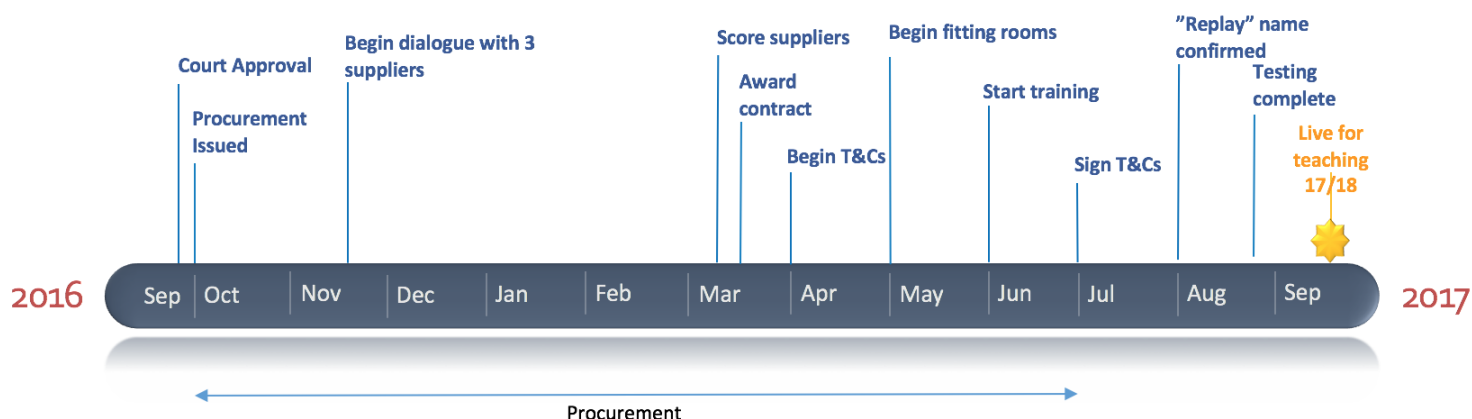 Court Approval
Procurement
Issued
Begin dialogue with 3
suppliers
Score suppliers
Award
contract
Begin T&Cs
Begin fitting rooms
Start training
Sign T&Cs
”Replay” name
confirmed
Testing
complete
Live for
teaching
17/18
2016
Sep Oct Nov Dec Jan Feb Mar Apr May Jun Jul Aug Sep
2017
Procurement